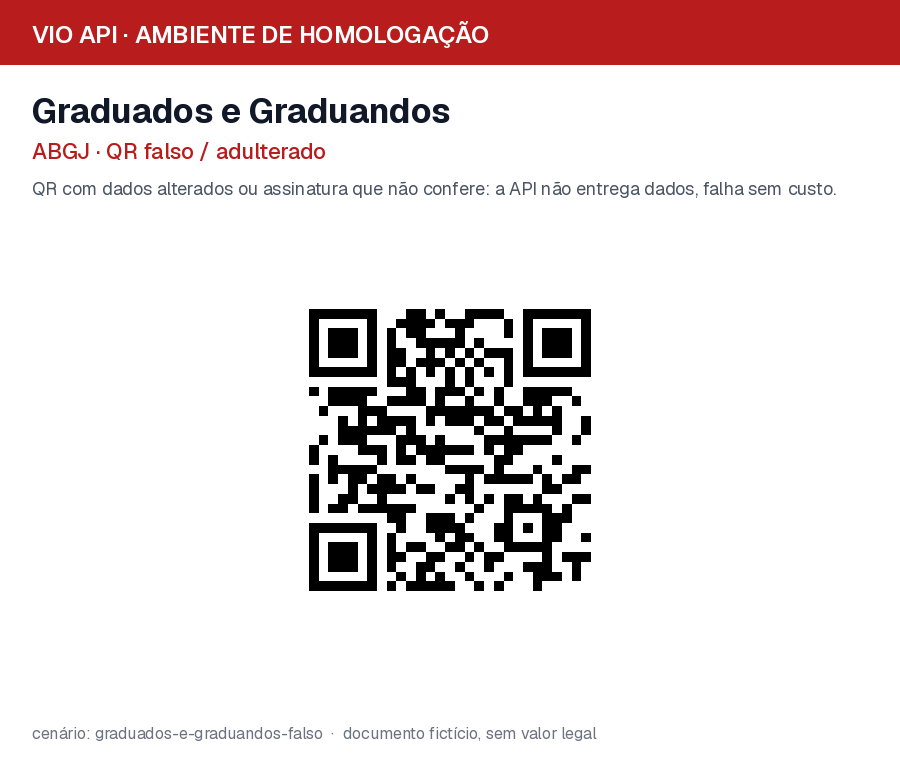 VIO API · AMBIENTE DE HOMOLOGAÇÃO
Graduados e Graduandos
ABGJ · QR falso / adulterado
QR com dados alterados ou assinatura que não confere: a API não entrega dados, falha sem custo.
cenário: graduados-e-graduandos-falso · documento fictício, sem valor legal